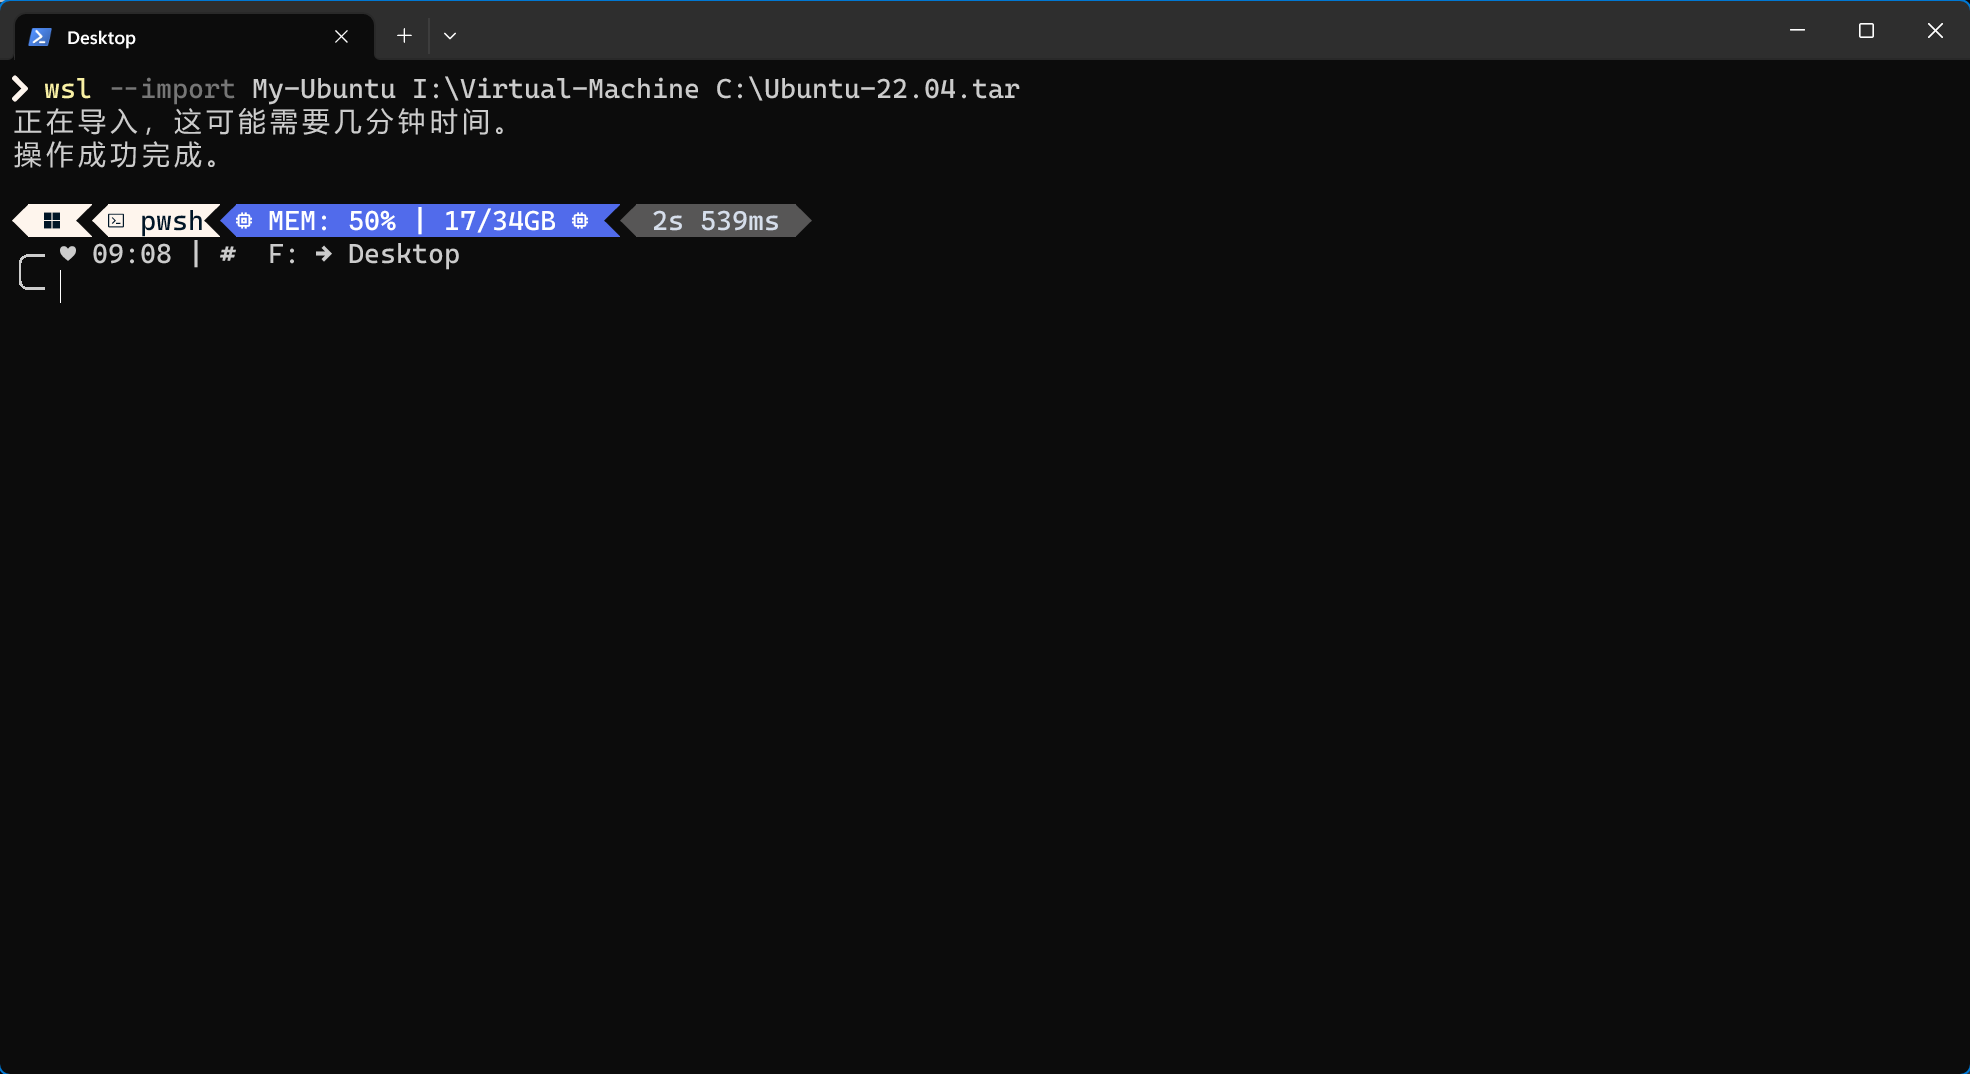 Desktop
❯ wsl --import My-Ubuntu I:\Virtual-Machine C:\Ubuntu-22.04.tar
正在导入，这可能需要几分钟时间。
操作成功完成。
pwsh MEM: 50% | 17/34GB 2s 539ms
♥ 09:08 | # F: → Desktop